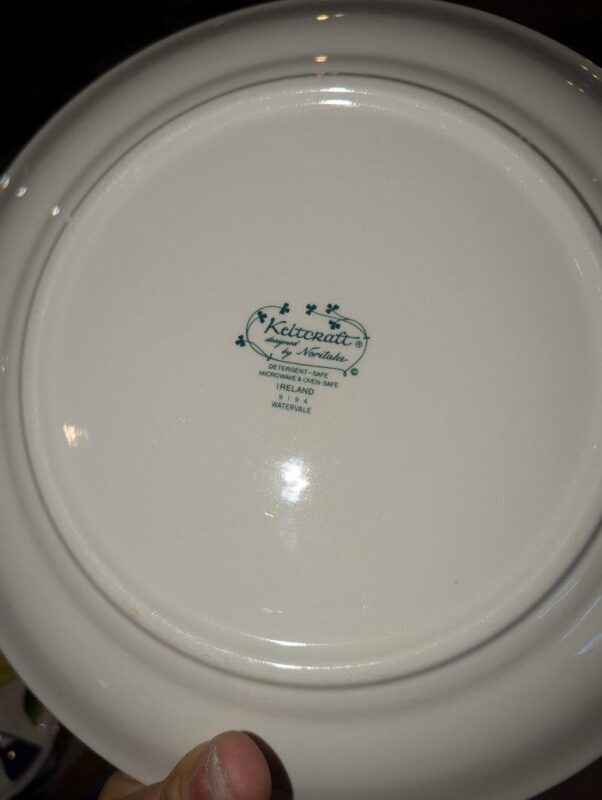 Keltcraft ®
designed
by Noritake
©
DETERGENT-SAFE
MICROWAVE & OVEN-SAFE
IRELAND
9194
WATERVALE